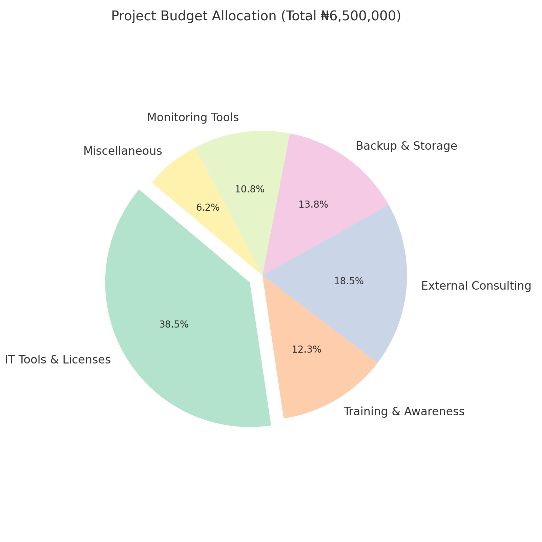 Project Budget Allocation (Total ₦6,500,000)
Monitoring Tools
Miscellaneous
Backup & Storage
10.8%
6.2%
13.8%
18.5%
External Consulting
38.5%
12.3%
IT Tools & Licenses
Training & Awareness